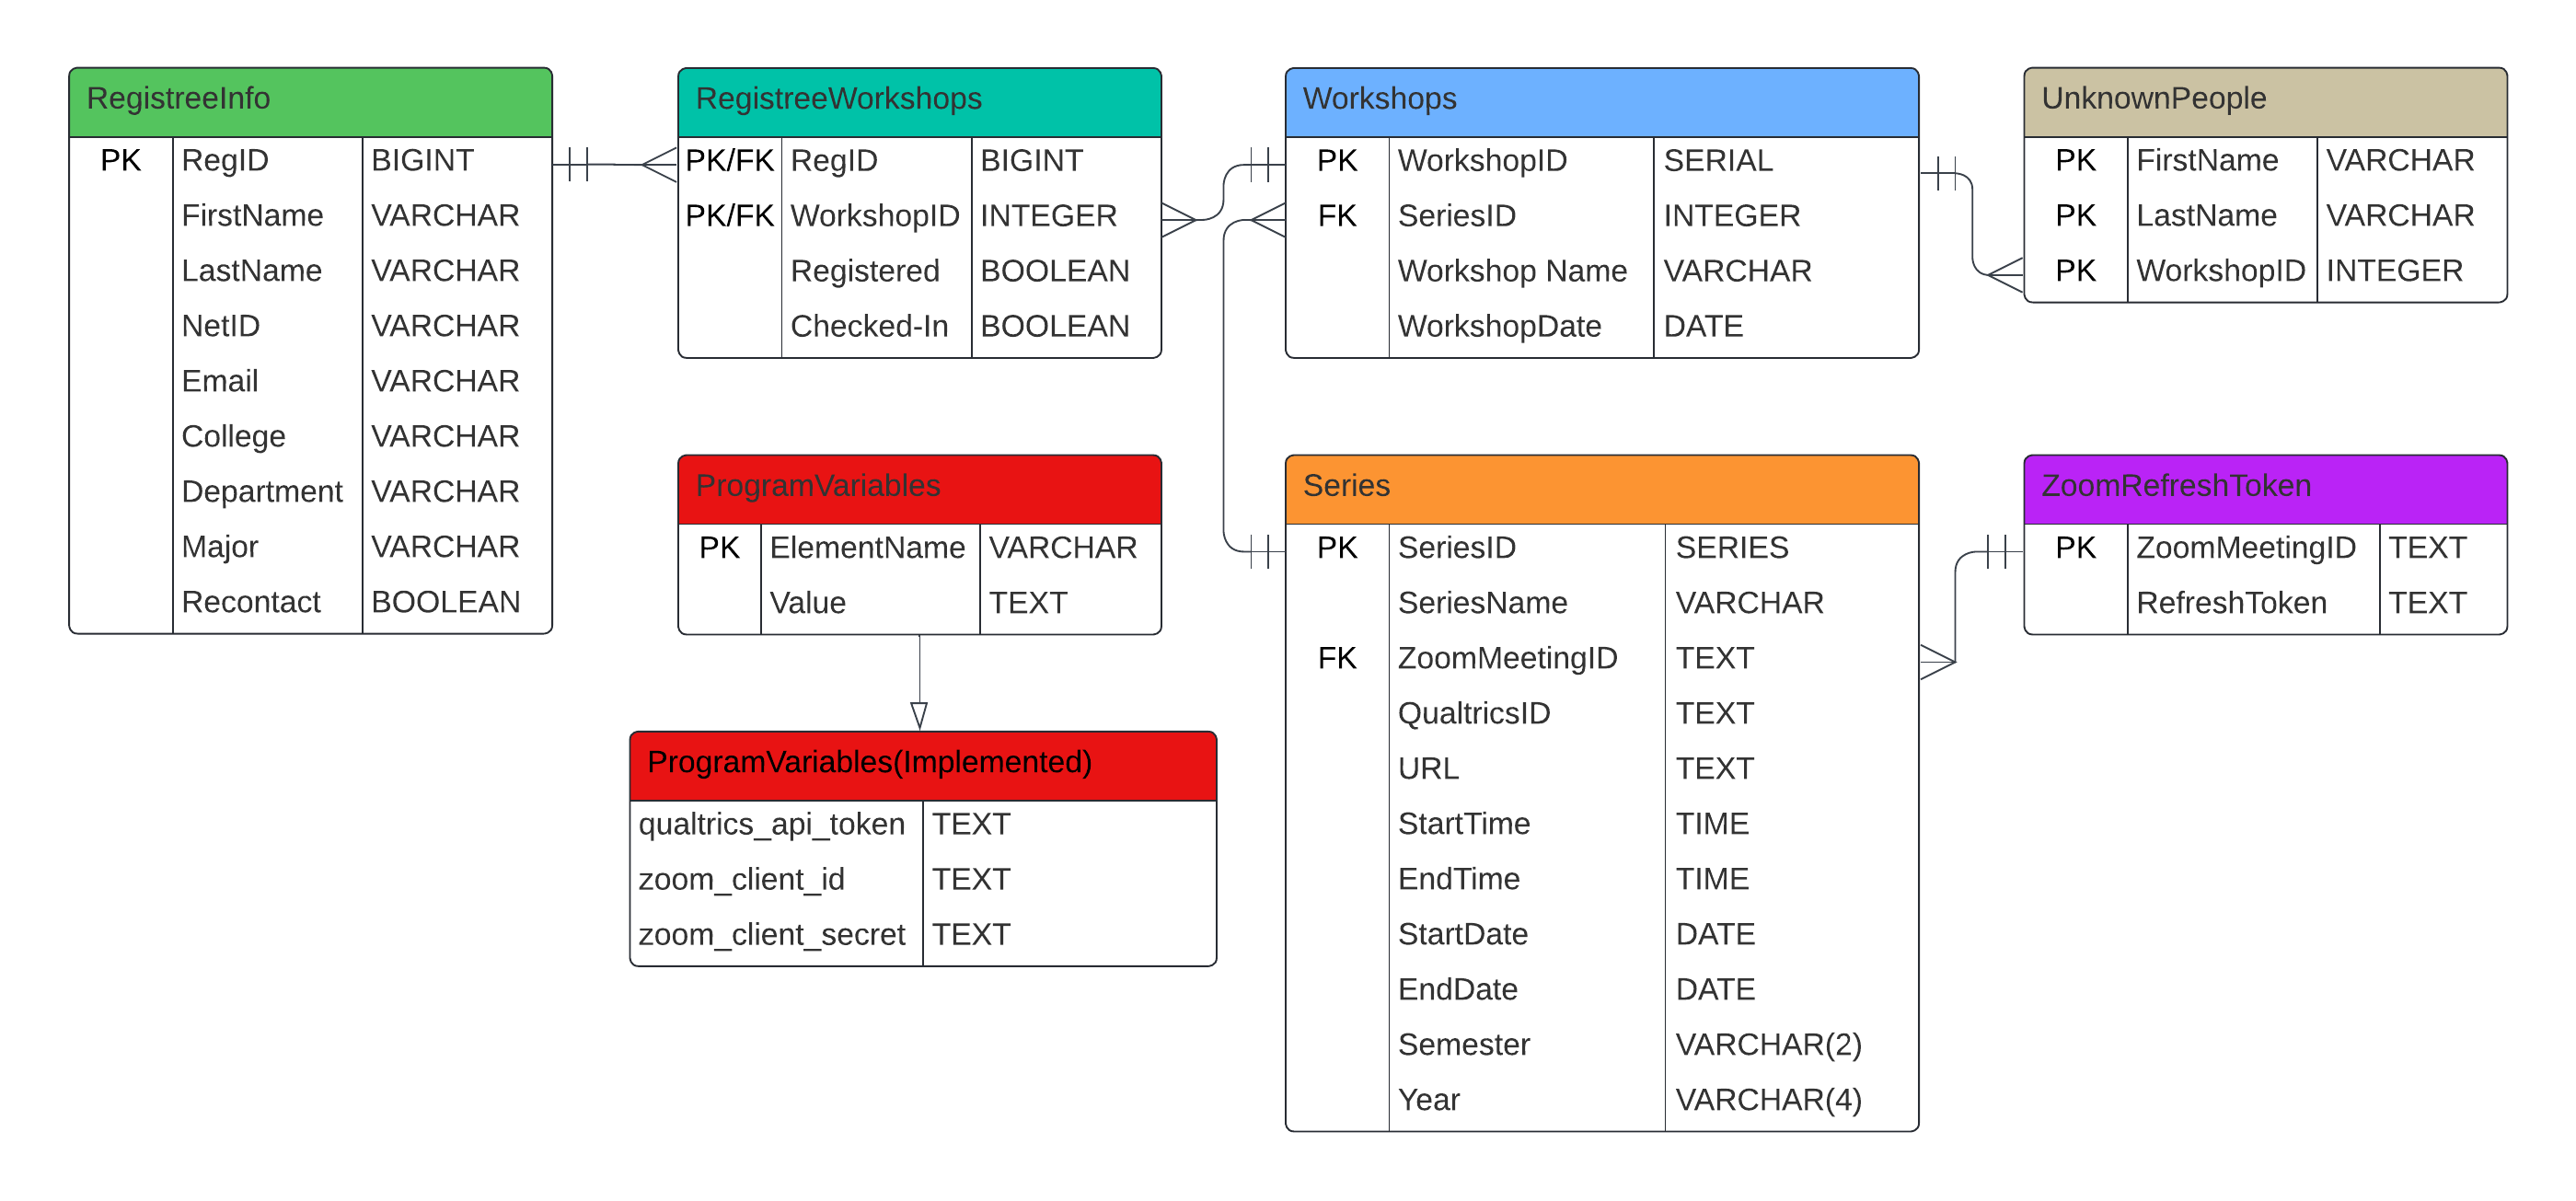 RegistreeInfo
PK RegID BIGINT
FirstName VARCHAR
LastName VARCHAR
NetID VARCHAR
Email VARCHAR
College VARCHAR
Department VARCHAR
Major VARCHAR
Recontact BOOLEAN
RegistreeWorkshops
PK/FK RegID BIGINT
PK/FK WorkshopID INTEGER
Registered BOOLEAN
Checked-In BOOLEAN
Workshops
PK WorkshopID SERIAL
FK SeriesID INTEGER
Workshop Name VARCHAR
WorkshopDate DATE
UnknownPeople
PK FirstName VARCHAR
PK LastName VARCHAR
PK WorkshopID INTEGER
ProgramVariables
PK ElementName VARCHAR
Value TEXT
ProgramVariables(Implemented)
qualtrics_api_token TEXT
zoom_client_id TEXT
zoom_client_secret TEXT
Series
PK SeriesID SERIES
SeriesName VARCHAR
FK ZoomMeetingID TEXT
QualtricsID TEXT
URL TEXT
StartTime TIME
EndTime TIME
StartDate DATE
EndDate DATE
Semester VARCHAR(2)
Year VARCHAR(4)
ZoomRefreshToken
PK ZoomMeetingID TEXT
RefreshToken TEXT